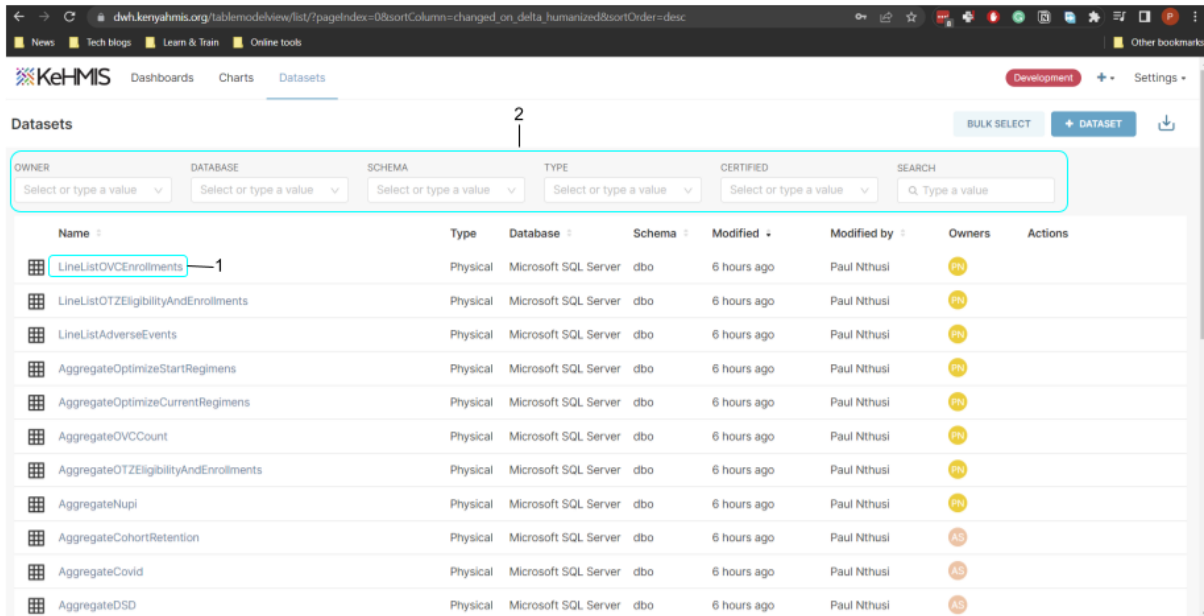 dwh.kenyahmis.org/tablemodelview/list/?pageIndex=0&sortColumn=changed_on_delta_humanized&sortOrder=desc
News Tech blogs Learn & Train Online tools Other bookmarks
KeHMIS Dashboards Charts Datasets Development + Settings
Datasets 2 BULK SELECT + DATASET
OWNER DATABASE SCHEMA TYPE CERTIFIED SEARCH
Select or type a value Select or type a value Select or type a value Select or type a value Select or type a value Type a value
Name Type Database Schema Modified Modified by Owners Actions
LineListOVCEnrollments 1 Physical Microsoft SQL Server dbo 6 hours ago Paul Nthusi PN
LineListOTZEligibilityAndEnrollments Physical Microsoft SQL Server dbo 6 hours ago Paul Nthusi PN
LineListAdverseEvents Physical Microsoft SQL Server dbo 6 hours ago Paul Nthusi PN
AggregateOptimizeStartRegimens Physical Microsoft SQL Server dbo 6 hours ago Paul Nthusi PN
AggregateOptimizeCurrentRegimens Physical Microsoft SQL Server dbo 6 hours ago Paul Nthusi PN
AggregateOVCCount Physical Microsoft SQL Server dbo 6 hours ago Paul Nthusi PN
AggregateOTZEligibilityAndEnrollments Physical Microsoft SQL Server dbo 6 hours ago Paul Nthusi PN
AggregateNupi Physical Microsoft SQL Server dbo 6 hours ago Paul Nthusi PN
AggregateCohortRetention Physical Microsoft SQL Server dbo 6 hours ago Paul Nthusi AS
AggregateCovid Physical Microsoft SQL Server dbo 6 hours ago Paul Nthusi AS
AggregateDSD Physical Microsoft SQL Server dbo 6 hours ago Paul Nthusi AS